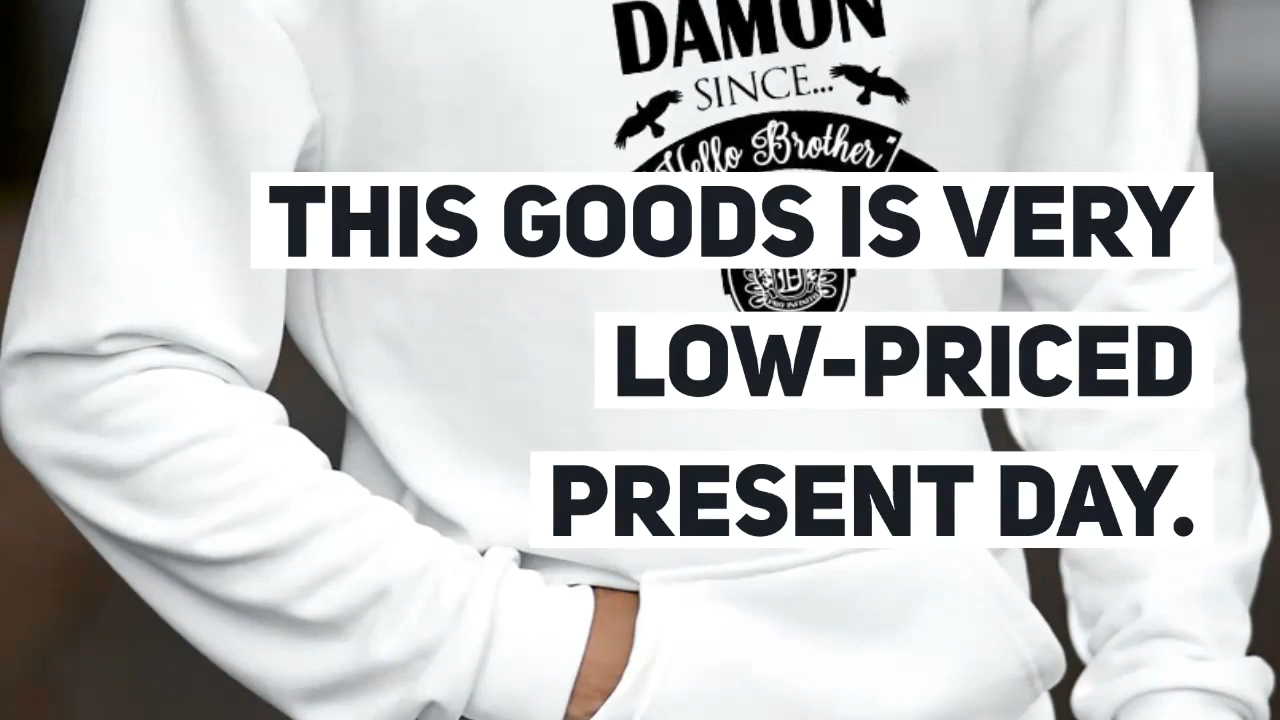 DAMON
SINCE...
Hello Brother"
THIS GOODS IS VERY
D
LOW-PRICED
PRESENT DAY.